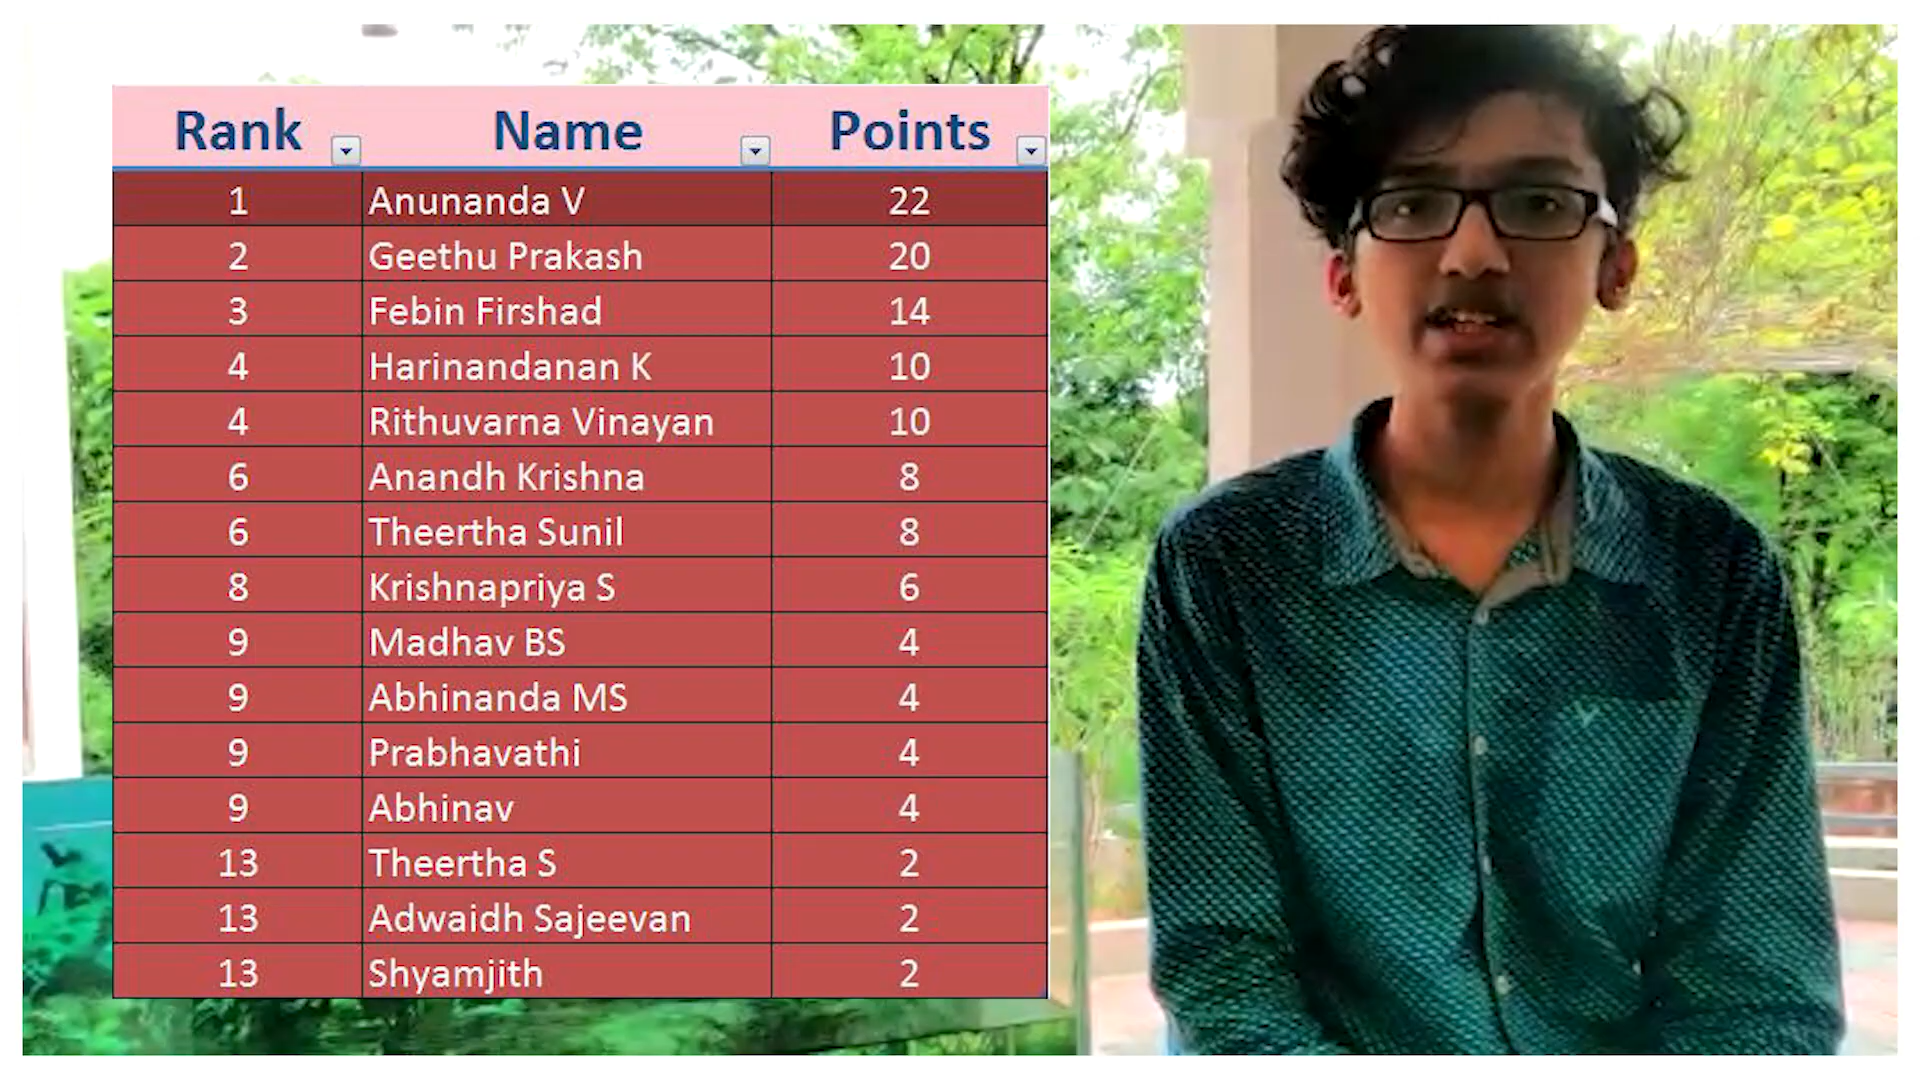 Rank Name Points
1 Anunanda V 22
2 Geethu Prakash 20
3 Febin Firshad 14
4 Harinandanan K 10
4 Rithuvarna Vinayan 10
6 Anandh Krishna 8
6 Theertha Sunil 8
8 Krishnapriya S 6
9 Madhav BS 4
9 Abhinanda MS 4
9 Prabhavathi 4
9 Abhinav 4
13 Theertha S 2
13 Adwaidh Sajeevan 2
13 Shyamjith 2